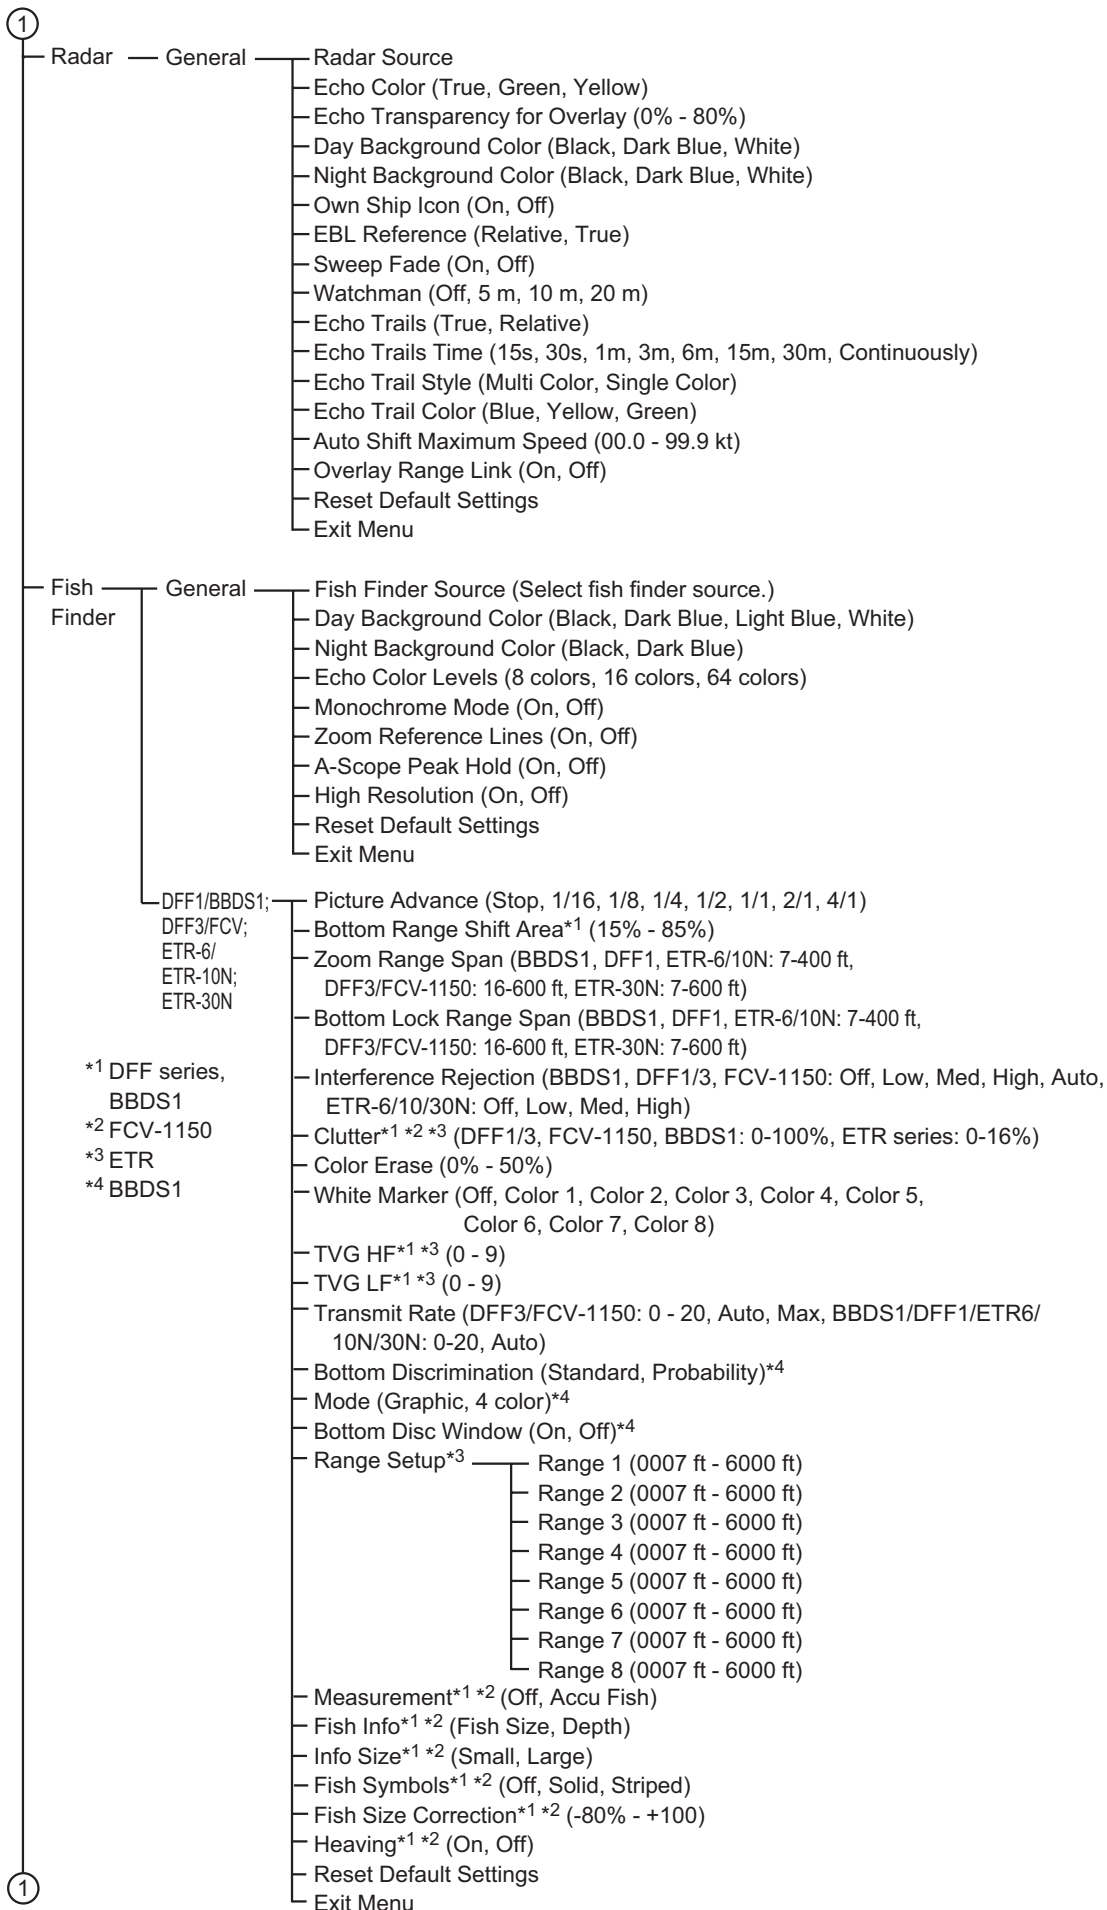 1
Radar General Radar Source
Echo Color (True, Green, Yellow)
Echo Transparency for Overlay (0% - 80%)
Day Background Color (Black, Dark Blue, White)
Night Background Color (Black, Dark Blue, White)
Own Ship Icon (On, Off)
EBL Reference (Relative, True)
Sweep Fade (On, Off)
Watchman (Off, 5 m, 10 m, 20 m)
Echo Trails (True, Relative)
Echo Trails Time (15s, 30s, 1m, 3m, 6m, 15m, 30m, Continuously)
Echo Trail Style (Multi Color, Single Color)
Echo Trail Color (Blue, Yellow, Green)
Auto Shift Maximum Speed (00.0 - 99.9 kt)
Overlay Range Link (On, Off)
Reset Default Settings
Exit Menu
Fish Finder
General
Fish Finder Source (Select fish finder source.)
Day Background Color (Black, Dark Blue, Light Blue, White)
Night Background Color (Black, Dark Blue)
Echo Color Levels (8 colors, 16 colors, 64 colors)
Monochrome Mode (On, Off)
Zoom Reference Lines (On, Off)
A-Scope Peak Hold (On, Off)
High Resolution (On, Off)
Reset Default Settings
Exit Menu
DFF1/BBDS1;
DFF3/FCV;
ETR-6/
ETR-10N;
ETR-30N
Picture Advance (Stop, 1/16, 1/8, 1/4, 1/2, 1/1, 2/1, 4/1)
Bottom Range Shift Area*1 (15% - 85%)
Zoom Range Span (BBDS1, DFF1, ETR-6/10N: 7-400 ft,
DFF3/FCV-1150: 16-600 ft, ETR-30N: 7-600 ft)
Bottom Lock Range Span (BBDS1, DFF1, ETR-6/10N: 7-400 ft,
DFF3/FCV-1150: 16-600 ft, ETR-30N: 7-600 ft)
Interference Rejection (BBDS1, DFF1/3, FCV-1150: Off, Low, Med, High, Auto,
ETR-6/10/30N: Off, Low, Med, High)
Clutter*1 *2 *3 (DFF1/3, FCV-1150, BBDS1: 0-100%, ETR series: 0-16%)
Color Erase (0% - 50%)
White Marker (Off, Color 1, Color 2, Color 3, Color 4, Color 5,
Color 6, Color 7, Color 8)
TVG HF*1 *3 (0 - 9)
TVG LF*1 *3 (0 - 9)
Transmit Rate (DFF3/FCV-1150: 0 - 20, Auto, Max, BBDS1/DFF1/ETR6/
10N/30N: 0-20, Auto)
Bottom Discrimination (Standard, Probability)*4
Mode (Graphic, 4 color)*4
Bottom Disc Window (On, Off)*4
Range Setup*3
Range 1 (0007 ft - 6000 ft)
Range 2 (0007 ft - 6000 ft)
Range 3 (0007 ft - 6000 ft)
Range 4 (0007 ft - 6000 ft)
Range 5 (0007 ft - 6000 ft)
Range 6 (0007 ft - 6000 ft)
Range 7 (0007 ft - 6000 ft)
Range 8 (0007 ft - 6000 ft)
Measurement*1 *2 (Off, Accu Fish)
Fish Info*1 *2 (Fish Size, Depth)
Info Size*1 *2 (Small, Large)
Fish Symbols*1 *2 (Off, Solid, Striped)
Fish Size Correction*1 *2 (-80% - +100)
Heaving*1 *2 (On, Off)
Reset Default Settings
Exit Menu
*1 DFF series,
BBDS1
*2 FCV-1150
*3 ETR
*4 BBDS1
1